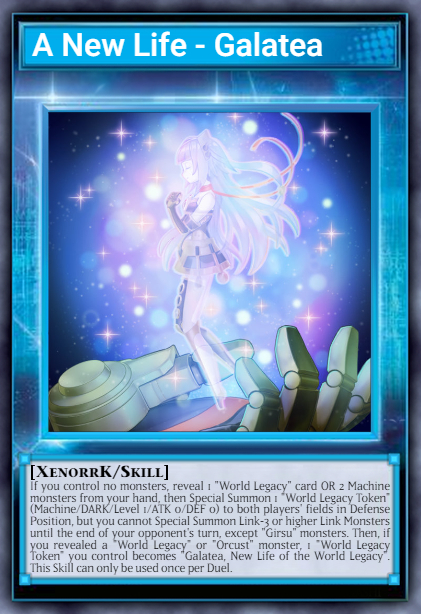 A New Life - Galatea
[XenorrK/Skill]
If you control no monsters, reveal 1 "World Legacy" card OR 2 Machine
monsters from your hand, then Special Summon 1 "World Legacy Token"
(Machine/DARK/Level 1/ATK 0/DEF 0) to both players' fields in Defense
Position, but you cannot Special Summon Link-3 or higher Link Monsters
until the end of your opponent's turn, except "Girsu" monsters. Then, if
you revealed a "World Legacy" or "Orcust" monster, 1 "World Legacy
Token" you control becomes "Galatea, New Life of the World Legacy".
This Skill can only be used once per Duel.